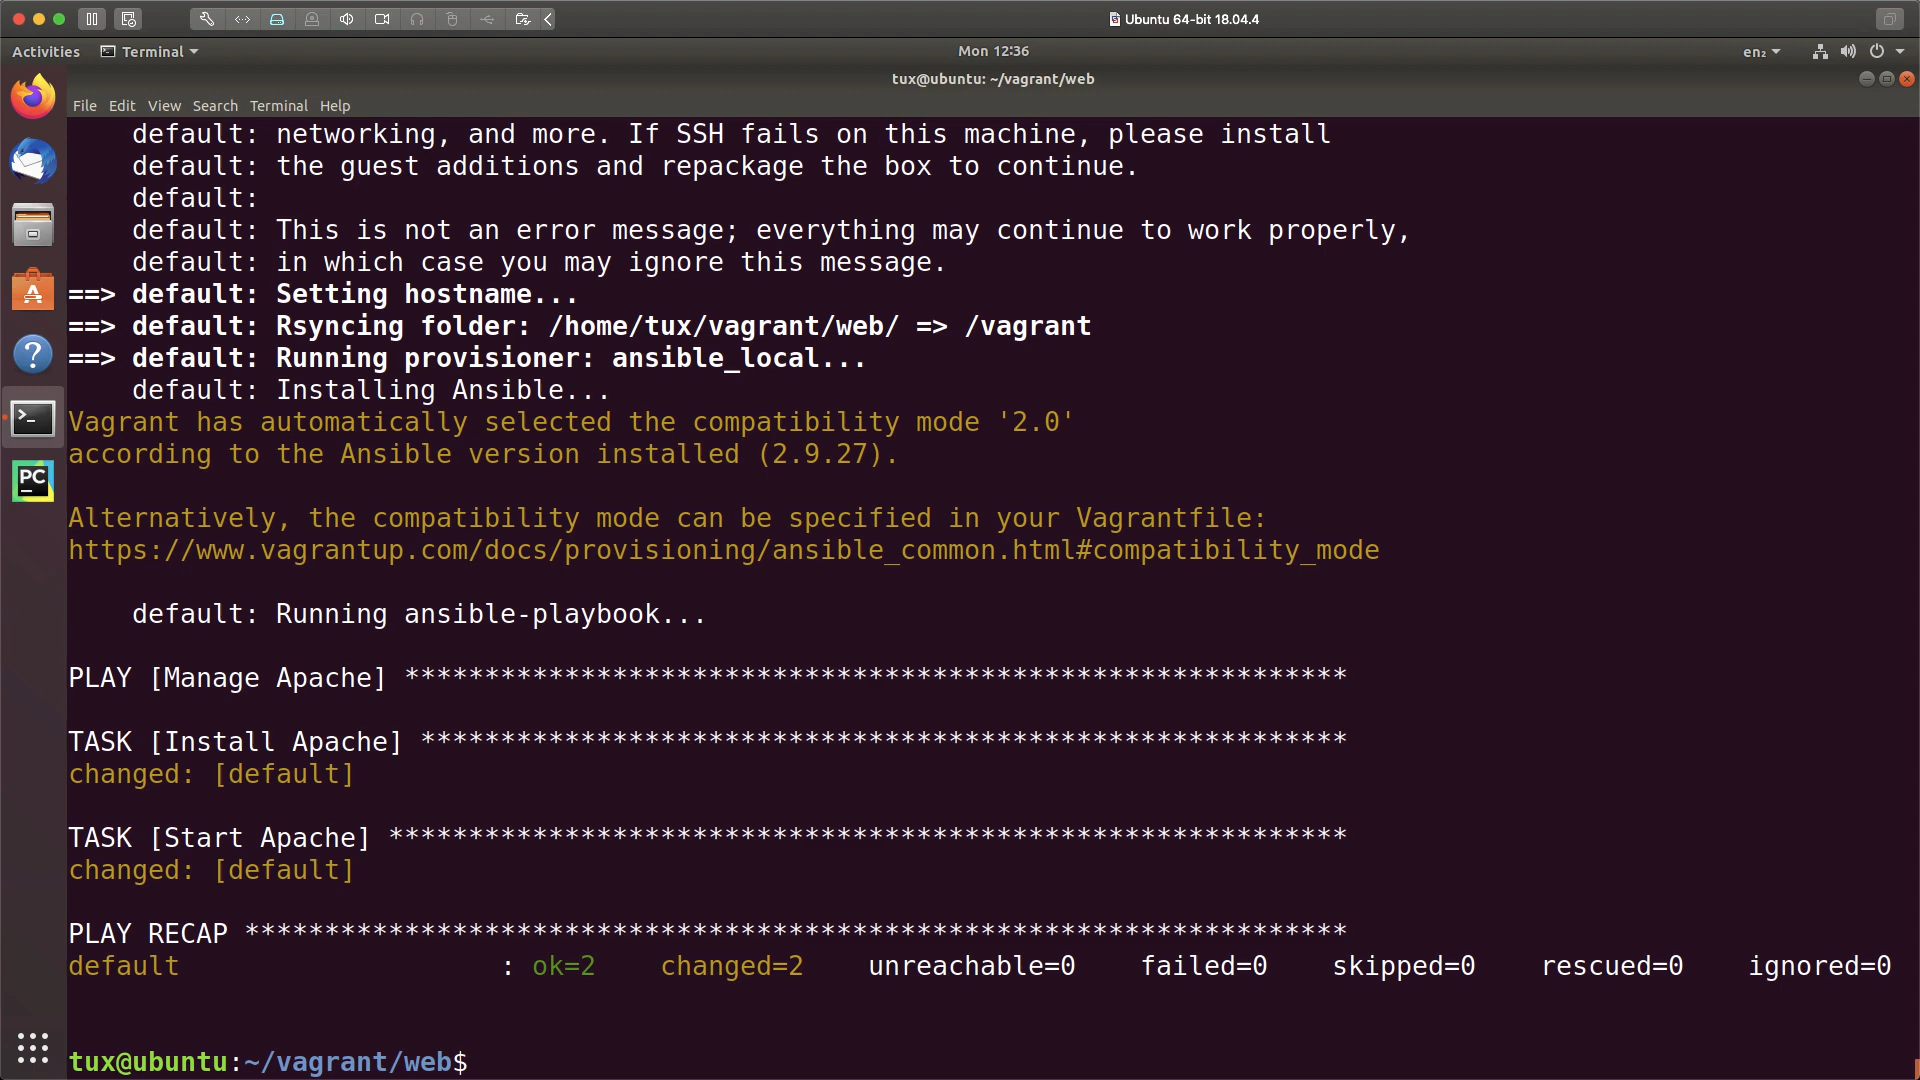 Ubuntu 64-bit 18.04.4
Activities Terminal Mon 12:36 en₂
tux@ubuntu: ~/vagrant/web
File Edit View Search Terminal Help
    default: networking, and more. If SSH fails on this machine, please install
    default: the guest additions and repackage the box to continue.
    default:
    default: This is not an error message; everything may continue to work properly,
    default: in which case you may ignore this message.
==> default: Setting hostname...
==> default: Rsyncing folder: /home/tux/vagrant/web/ => /vagrant
==> default: Running provisioner: ansible_local...
    default: Installing Ansible...
Vagrant has automatically selected the compatibility mode '2.0'
according to the Ansible version installed (2.9.27).
Alternatively, the compatibility mode can be specified in your Vagrantfile:
https://www.vagrantup.com/docs/provisioning/ansible_common.html#compatibility_mode
    default: Running ansible-playbook...
PLAY [Manage Apache] ***********************************************************
TASK [Install Apache] **********************************************************
changed: [default]
TASK [Start Apache] ************************************************************
changed: [default]
PLAY RECAP *********************************************************************
default                    : ok=2    changed=2    unreachable=0    failed=0    skipped=0    rescued=0    ignored=0
tux@ubuntu:~/vagrant/web$
PC